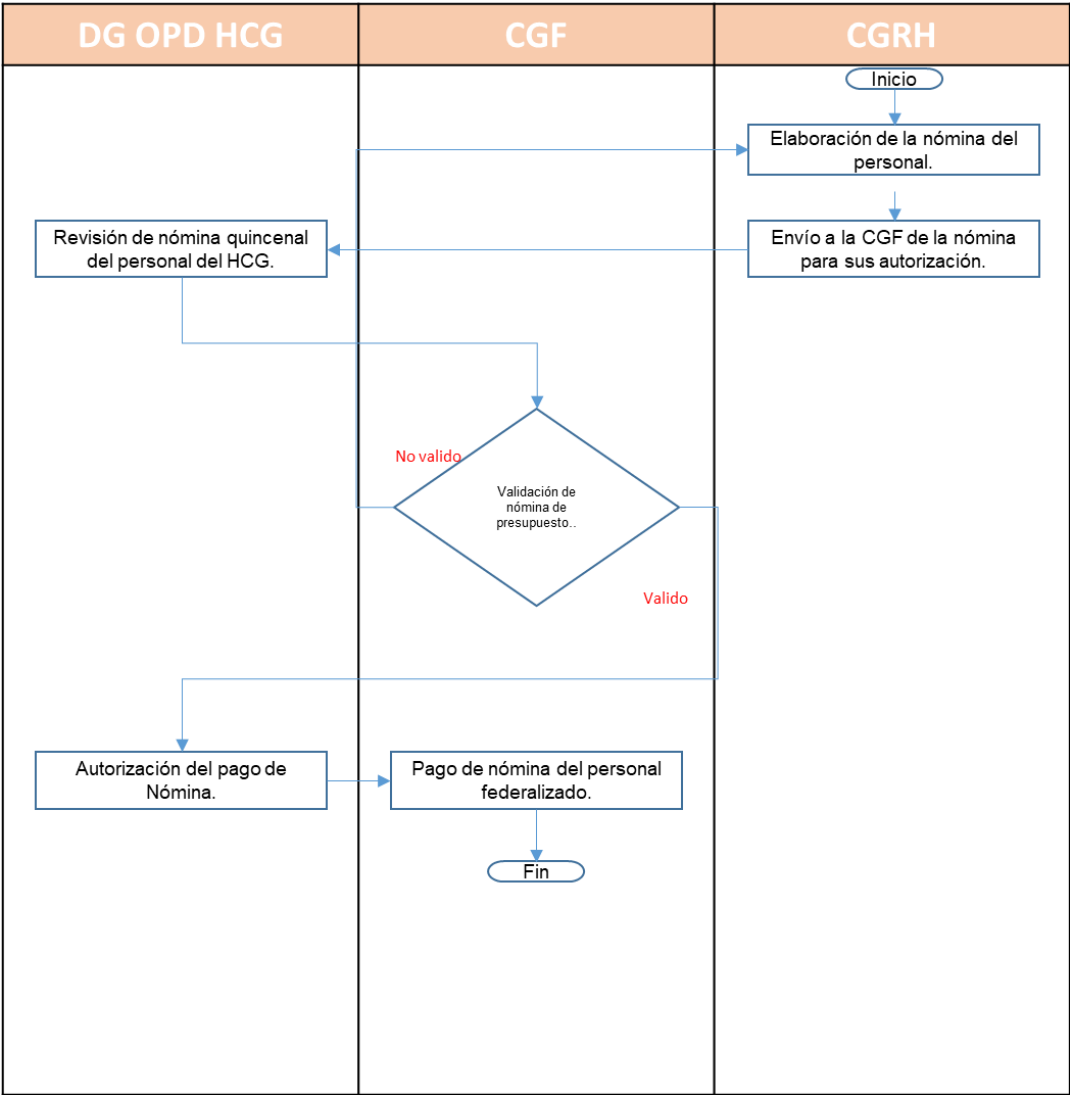 DG OPD HCG
CGF
CGRH
Inicio
Elaboración de la nómina del
personal.
Revisión de nómina quincenal
del personal del HCG.
Envío a la CGF de la nómina
para sus autorización.
No valido
Validación de
nómina de
presupuesto..
Valido
Autorización del pago de
Nómina.
Pago de nómina del personal
federalizado.
Fin